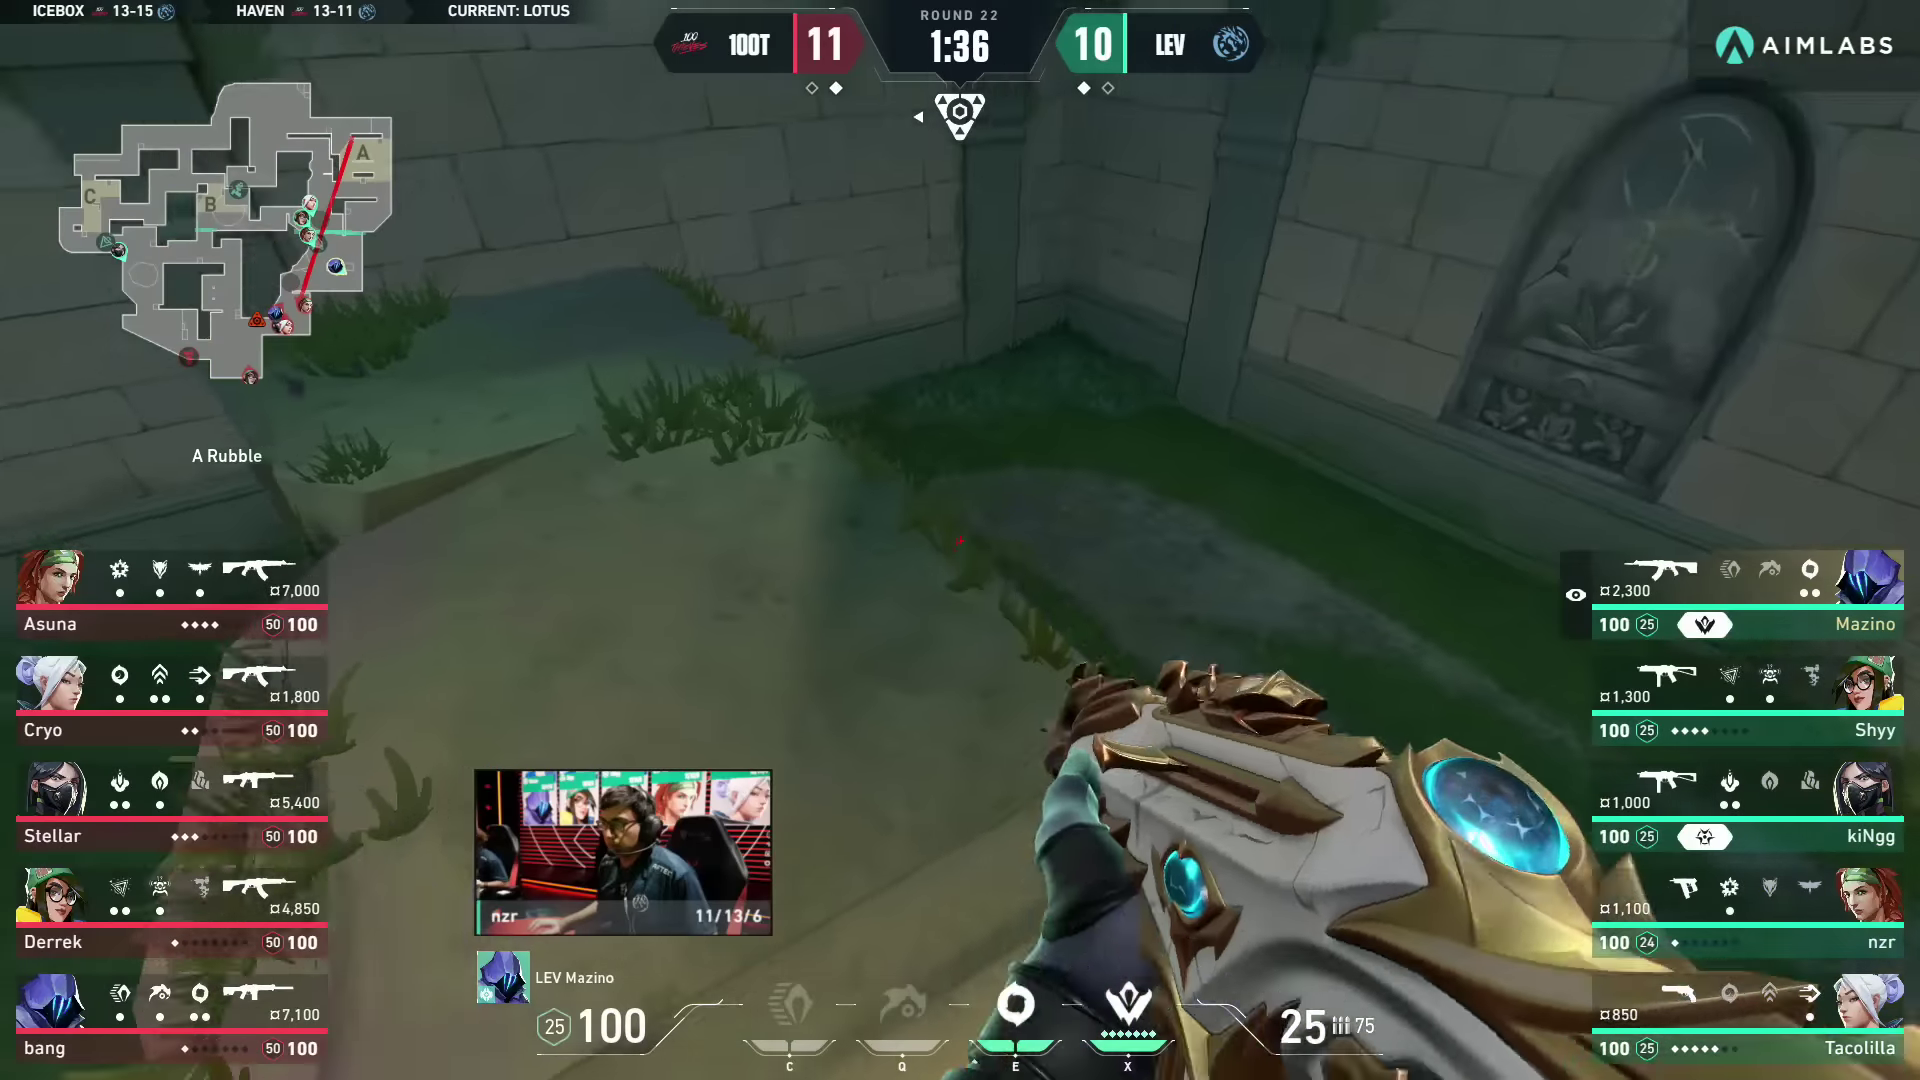 ICEBOX 13-15 HAVEN 13-11 CURRENT: LOTUS
100 THIEVES 100T 11 ROUND 22 1:36 10 LEV
AIMLABS
A
B
C
A Rubble
7,000
Asuna 50 100
1,800
Cryo 50 100
5,400
Stellar 50 100
4,850
Derrek 50 100
7,100
bang 50 100
2,300
100 25 Mazino
1,300
100 25 Shyy
1,000
100 25 kiNgg
1,100
100 24 nzr
850
100 25 Tacolilla
nzr 11/13/6
LEV Mazino
25 100
C Q E X
25 75